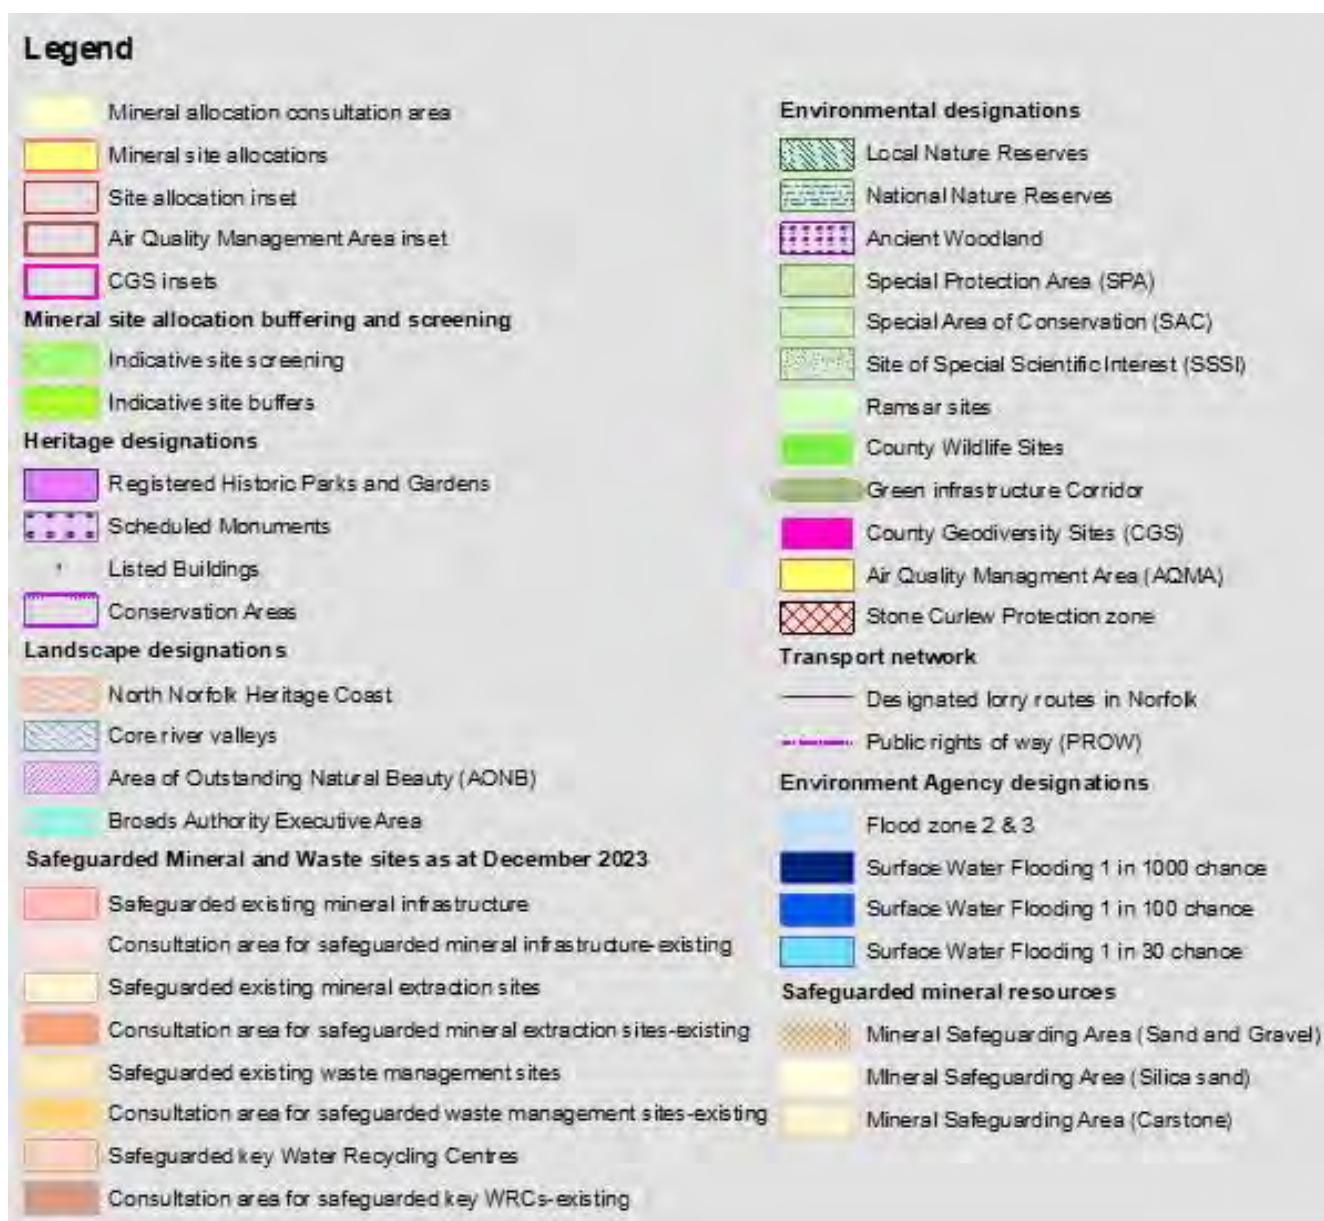 Legend
Mineral allocation consultation area
Mineral site allocations
Site allocation inset
Air Quality Management Area inset
CGS insets
Mineral site allocation buffering and screening
Indicative site screening
Indicative site buffers
Heritage designations
Registered Historic Parks and Gardens
Scheduled Monuments
Listed Buildings
Conservation Areas
Landscape designations
North Norfolk Heritage Coast
Core river valleys
Area of Outstanding Natural Beauty (AONB)
Broads Authority Executive Area
Safeguarded Mineral and Waste sites as at December 2023
Safeguarded existing mineral infrastructure
Consultation area for safeguarded mineral infrastructure-existing
Safeguarded existing mineral extraction sites
Consultation area for safeguarded mineral extraction sites-existing
Safeguarded existing waste management sites
Consultation area for safeguarded waste management sites-existing
Safeguarded key Water Recycling Centres
Consultation area for safeguarded key WRCs-existing
Environmental designations
Local Nature Reserves
National Nature Reserves
Ancient Woodland
Special Protection Area (SPA)
Special Area of Conservation (SAC)
Site of Special Scientific Interest (SSSI)
Ramsar sites
County Wildlife Sites
Green infrastructure Corridor
County Geodiversity Sites (CGS)
Air Quality Managment Area (AQMA)
Stone Curlew Protection zone
Transport network
Designated lorry routes in Norfolk
Public rights of way (PROW)
Environment Agency designations
Flood zone 2 & 3
Surface Water Flooding 1 in 1000 chance
Surface Water Flooding 1 in 100 chance
Surface Water Flooding 1 in 30 chance
Safeguarded mineral resources
Mineral Safeguarding Area (Sand and Gravel)
MIneral Safeguarding Area (Silica sand)
Mineral Safeguarding Area (Carstone)